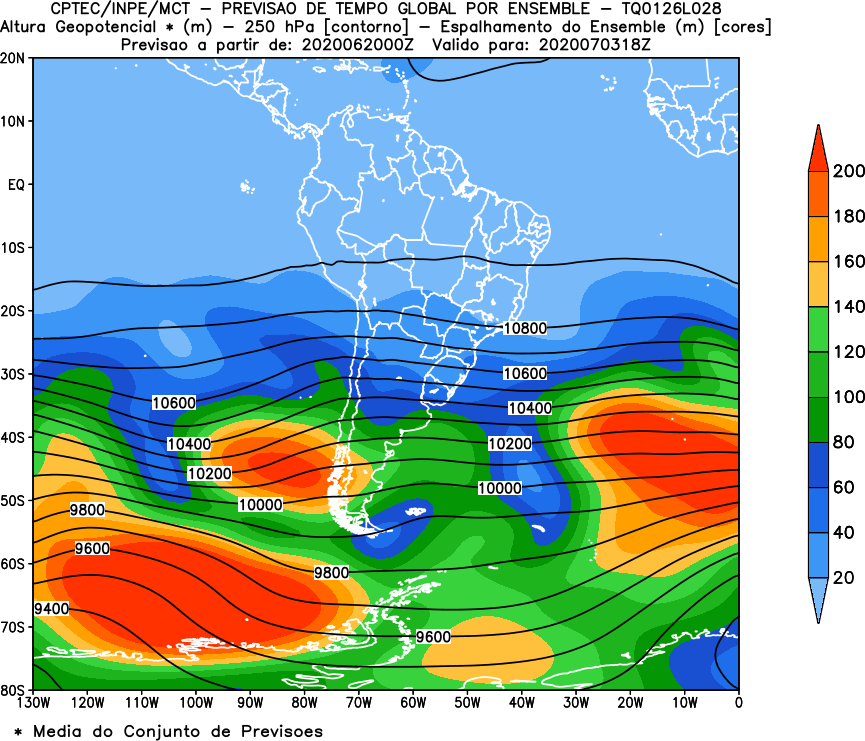 CPTEC/INPE/MCT − PREVISAO DE TEMPO GLOBAL POR ENSEMBLE − TQ0126L028
Altura Geopotencial * (m) − 250 hPa [contorno] − Espalhamento do Ensemble (m) [cores]
Previsao a partir de: 2020062000Z Valido para: 2020070318Z
20N
10N
EQ
10S
20S
30S
40S
50S
60S
70S
80S
10800
10600
10600
10400
10400
10200
10200
10000
10000
9800
9800
9600
9600
9400
200
180
160
140
120
100
80
60
40
20
130W 120W 110W 100W 90W 80W 70W 60W 50W 40W 30W 20W 10W 0
* Media do Conjunto de Previsoes